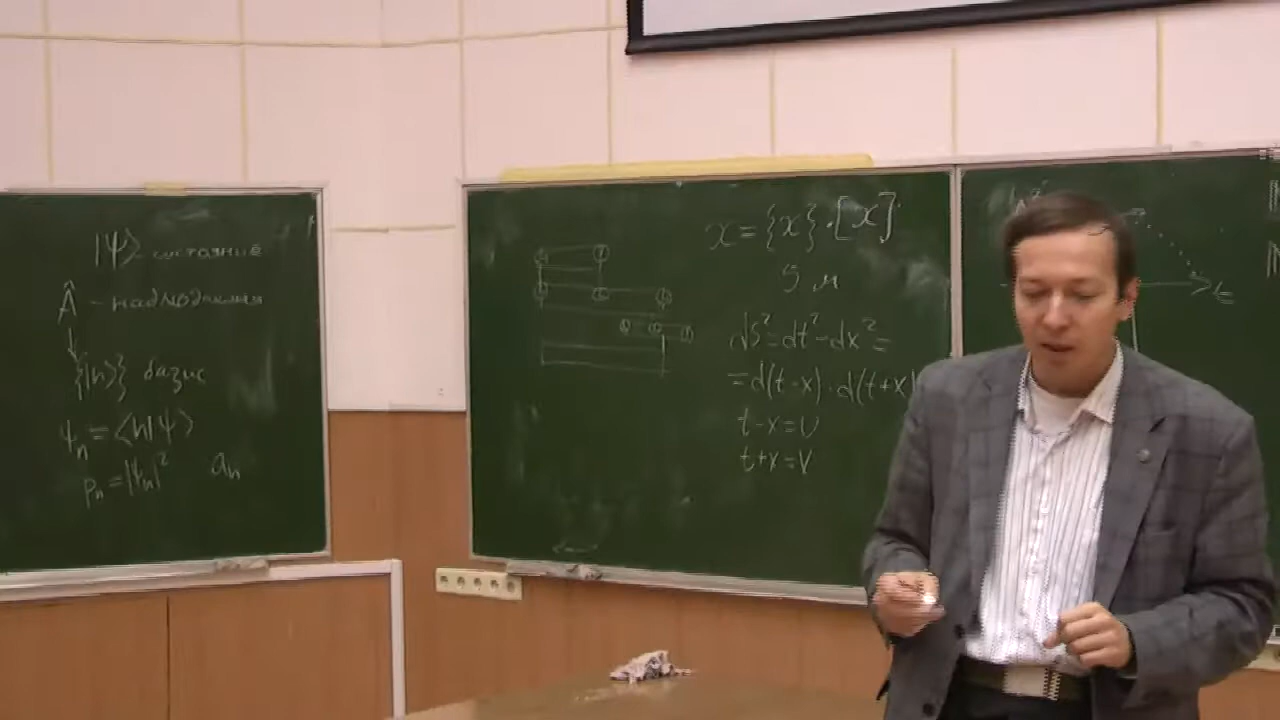 |Ψ⟩ - состояние
Â - наблюдаемая
{|n⟩} базис
Ψₙ = ⟨n|Ψ⟩
pₙ = |Ψₙ|² aₙ
x = {x}·[x]
5 м
dS² = dt² - dx² =
= d(t-x)·d(t+x)
t-x=U
t+x=V
t